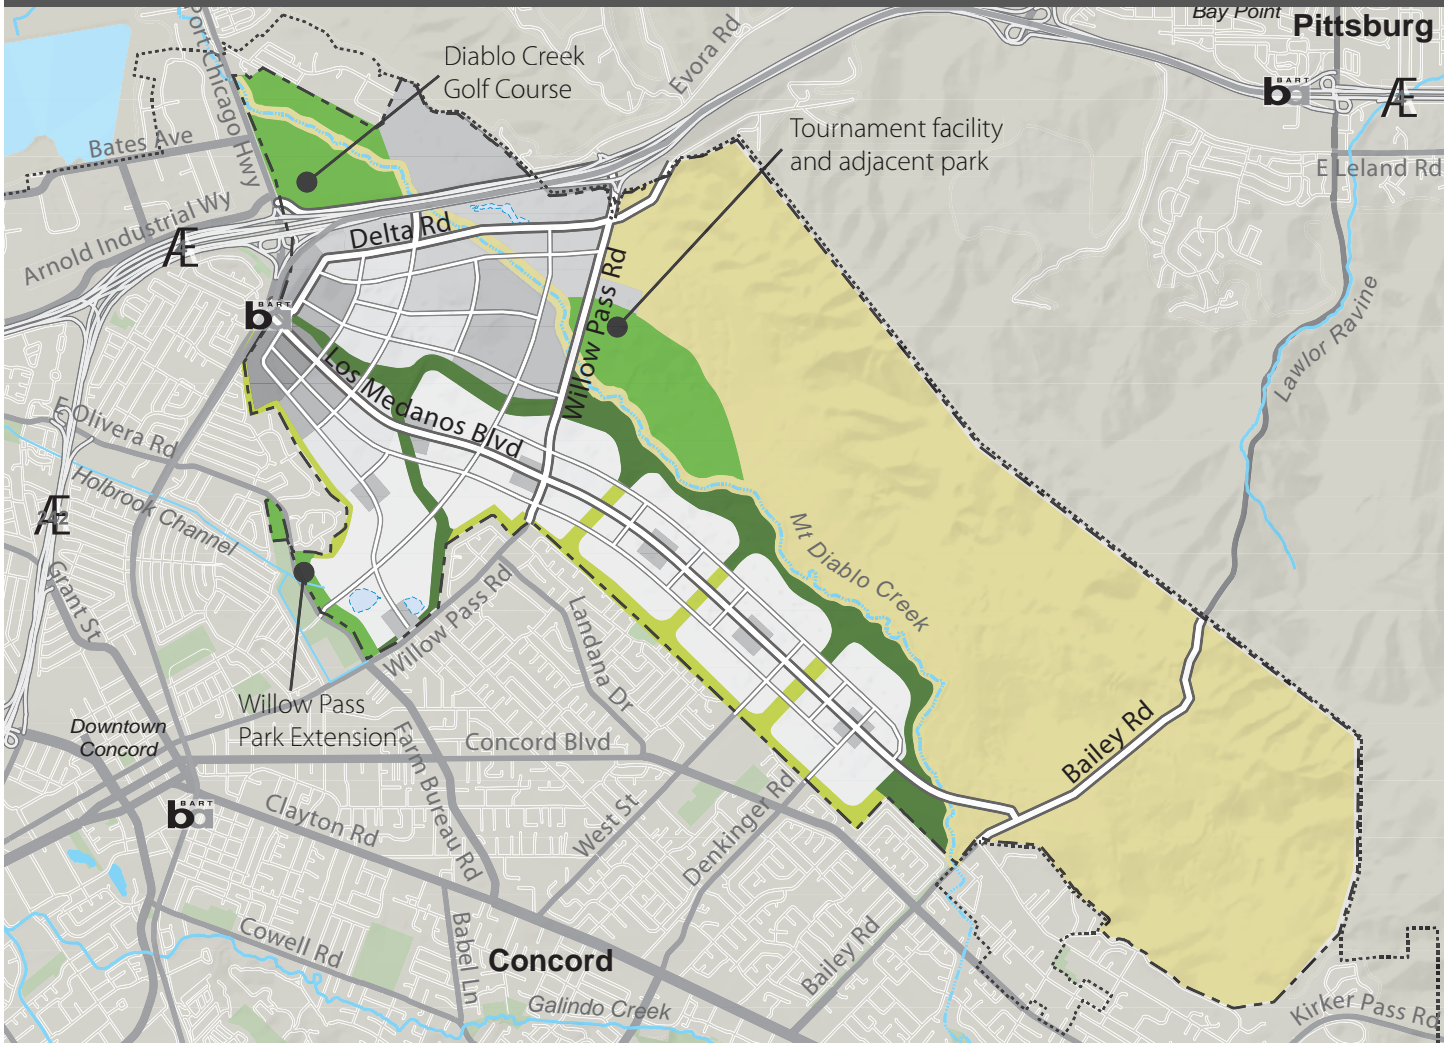 Bay Point
Pittsburg
Port Chicago Hwy
Diablo Creek
Golf Course
Evora Rd
BART
Æ
Tournament facility
and adjacent park
Bates Ave
E Leland Rd
Arnold Industrial Wy
Æ
Delta Rd
Willow Pass Rd
BART
Lawlor Ravine
Los Medanos Blvd
E Olivera Rd
Holbrook Channel
Æ
242
Mt Diablo Creek
Grant St
Willow Pass Rd
Landana Dr
Willow Pass
Park Extension
Downtown
Concord
Farm Bureau Rd
Concord Blvd
Bailey Rd
BART
Clayton Rd
West St
Denkinger Rd
Cowell Rd
Babel Ln
Concord
Bailey Rd
Galindo Creek
Kirker Pass Rd